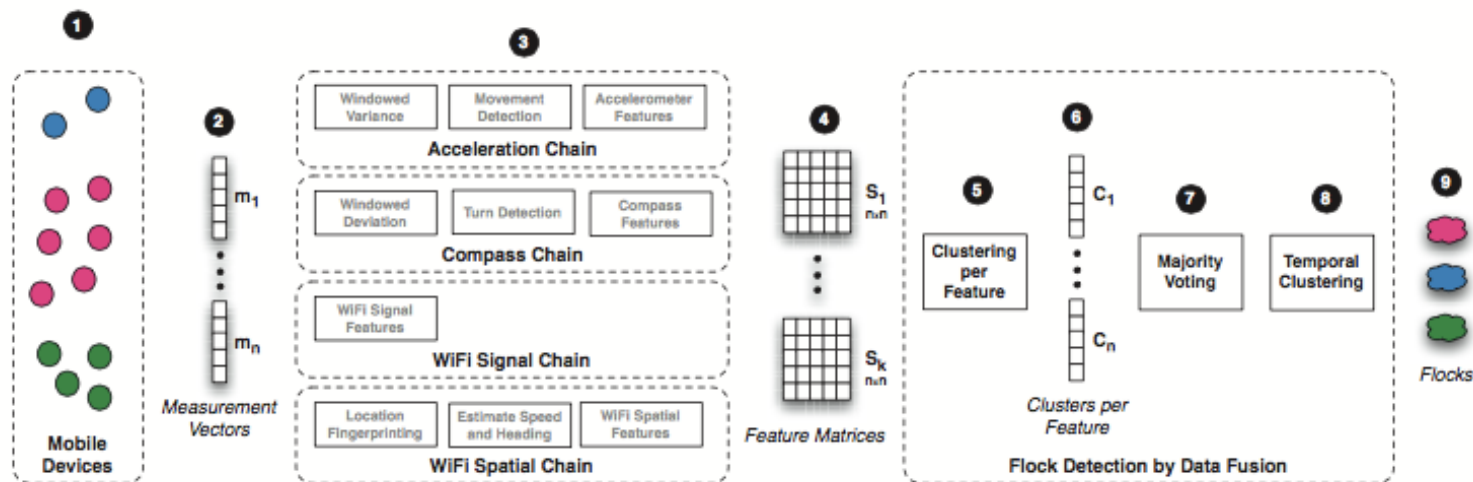 1
Mobile
Devices
2
m1
mn
Measurement
Vectors
3
Windowed
Variance
Movement
Detection
Accelerometer
Features
Acceleration Chain
Windowed
Deviation
Turn Detection
Compass
Features
Compass Chain
WiFi Signal
Features
WiFi Signal Chain
Location
Fingerprinting
Estimate Speed
and Heading
WiFi Spatial
Features
WiFi Spatial Chain
4
S1
nxn
Sk
nxn
Feature Matrices
5
Clustering
per
Feature
6
C1
Cn
Clusters per
Feature
7
Majority
Voting
8
Temporal
Clustering
Flock Detection by Data Fusion
9
Flocks